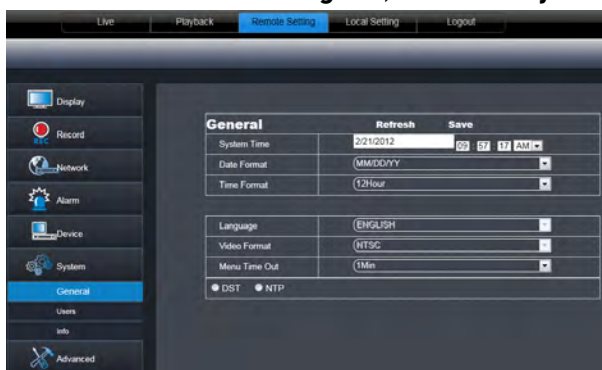 Live Playback Remote Setting Local Setting Logout
Display
Record
REC
Network
Alarm
Device
System
General
Users
Info
Advanced
General Refresh Save
System Time 2/21/2012 09 : 57 : 17 AM
Date Format MM/DD/YY
Time Format 12Hour
Language ENGLISH
Video Format NTSC
Menu Time Out 1Min
DST NTP